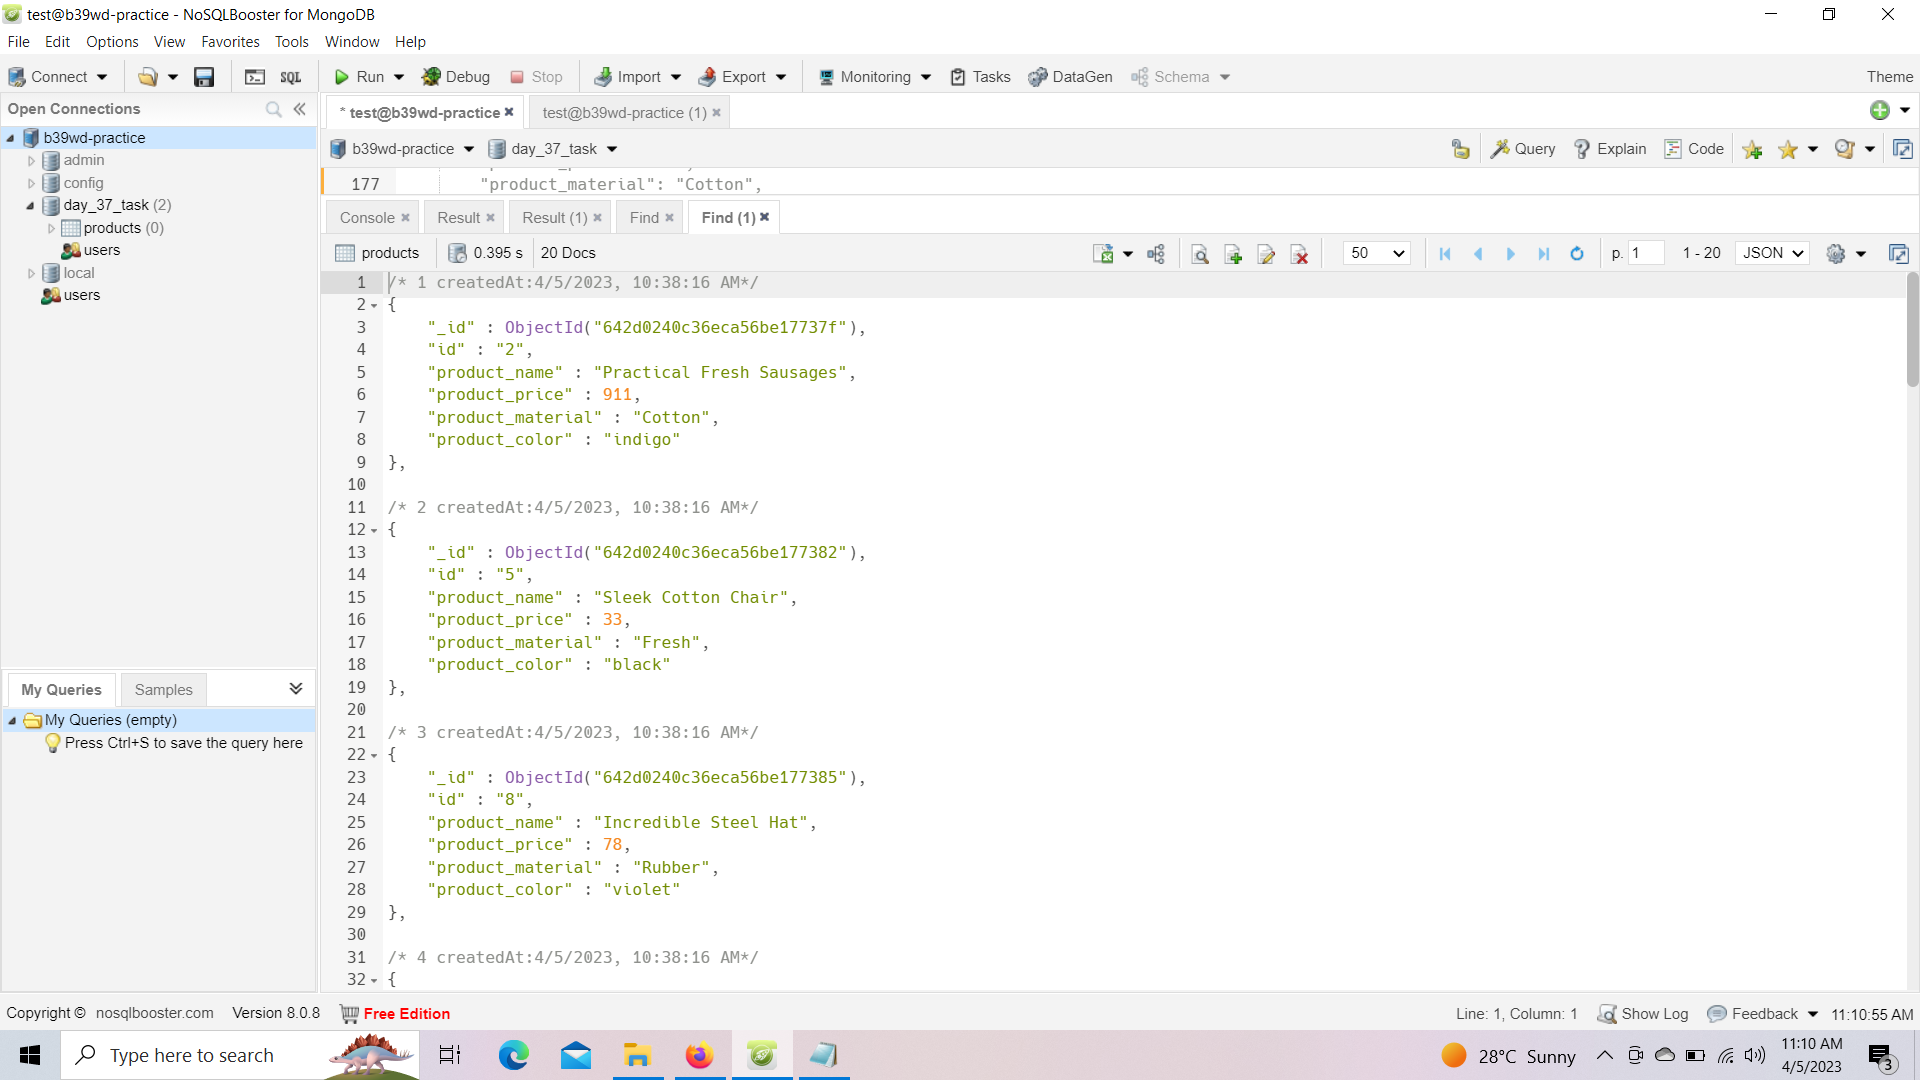 test@b39wd-practice - NoSQLBooster for MongoDB
File Edit Options View Favorites Tools Window Help
Connect SQL Run Debug Stop Import Export Monitoring Tasks DataGen Schema Theme
Open Connections
* test@b39wd-practice test@b39wd-practice (1)
b39wd-practice
admin
config
day_37_task (2)
products (0)
users
local
users
b39wd-practice day_37_task Query Explain Code
177 "product_material": "Cotton",
Console Result Result (1) Find Find (1)
products 0.395 s 20 Docs 50 p. 1 1 - 20 JSON
1 /* 1 createdAt:4/5/2023, 10:38:16 AM*/
2 {
3 "_id" : ObjectId("642d0240c36eca56be17737f"),
4 "id" : "2",
5 "product_name" : "Practical Fresh Sausages",
6 "product_price" : 911,
7 "product_material" : "Cotton",
8 "product_color" : "indigo"
9 },
10
11 /* 2 createdAt:4/5/2023, 10:38:16 AM*/
12 {
13 "_id" : ObjectId("642d0240c36eca56be177382"),
14 "id" : "5",
15 "product_name" : "Sleek Cotton Chair",
16 "product_price" : 33,
17 "product_material" : "Fresh",
18 "product_color" : "black"
19 },
20
21 /* 3 createdAt:4/5/2023, 10:38:16 AM*/
22 {
23 "_id" : ObjectId("642d0240c36eca56be177385"),
24 "id" : "8",
25 "product_name" : "Incredible Steel Hat",
26 "product_price" : 78,
27 "product_material" : "Rubber",
28 "product_color" : "violet"
29 },
30
31 /* 4 createdAt:4/5/2023, 10:38:16 AM*/
32 {
My Queries Samples
My Queries (empty)
Press Ctrl+S to save the query here
Copyright © nosqlbooster.com Version 8.0.8 Free Edition Line: 1, Column: 1 Show Log Feedback 11:10:55 AM
Type here to search 28°C Sunny 11:10 AM
4/5/2023 3